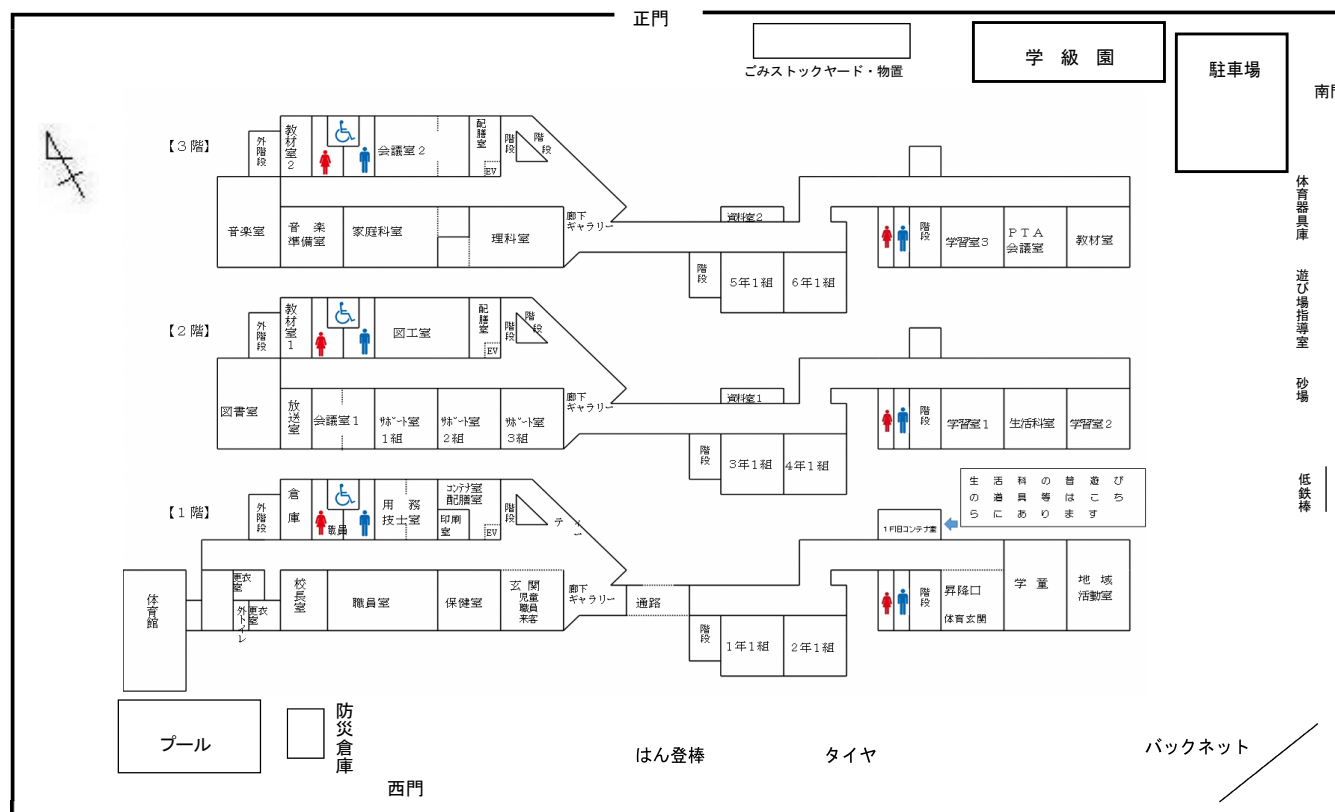 正門
ごみストックヤード・物置
学 級 園
駐車場
南門
【3階】
外階段
教材室2
会議室2
配膳室
EV
階段
階段
音楽室
音楽準備室
家庭科室
理科室
廊下
ギャラリー
資料室2
階段
5年1組
6年1組
階段
学習室3
PTA
会議室
教材室
体育器具庫
遊び場指導室
砂場
低鉄棒
【2階】
外階段
教材室1
図工室
配膳室
EV
階段
階段
図書室
放送室
会議室1
ｻﾎﾟｰﾄ室
1組
ｻﾎﾟｰﾄ室
2組
ｻﾎﾟｰﾄ室
3組
廊下
ギャラリー
資料室1
階段
3年1組
4年1組
階段
学習室1
生活科室
学習室2
【1階】
外階段
倉庫
職員
用務
技士室
コンテナ室
配膳室
印刷室
EV
階段
ティー
体育館
更衣室
外トイレ
更衣室
校長室
職員室
保健室
玄関
児童
職員
来客
廊下
ギャラリー
通路
階段
1年1組
2年1組
生活科の昔遊び
の道具等はこち
らにあります
1F旧コンテナ室
階段
昇降口
体育玄関
学童
地域
活動室
プール
防災倉庫
西門
はん登棒
タイヤ
バックネット